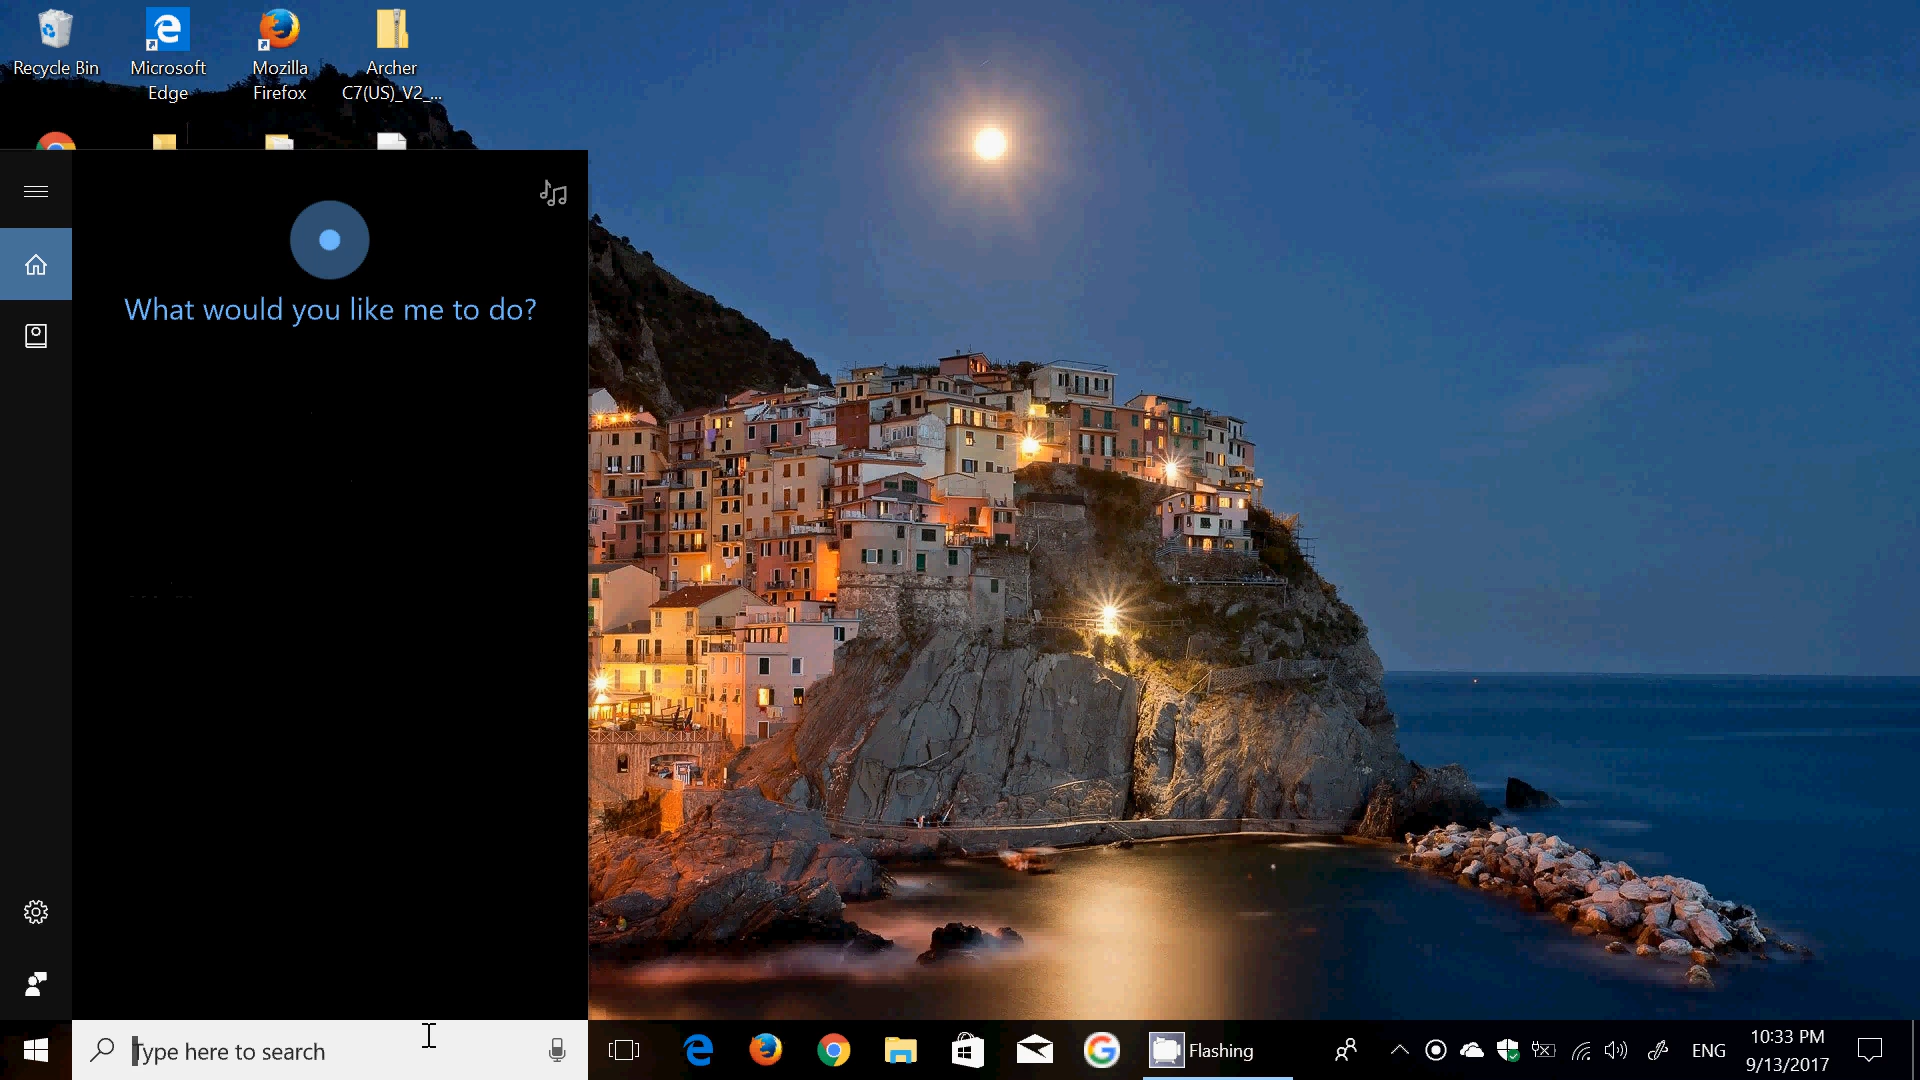 Recycle Bin
Microsoft
Edge
Mozilla
Firefox
Archer
C7(US)_V2_...
What would you like me to do?
Type here to search
Flashing
ENG
10:33 PM
9/13/2017